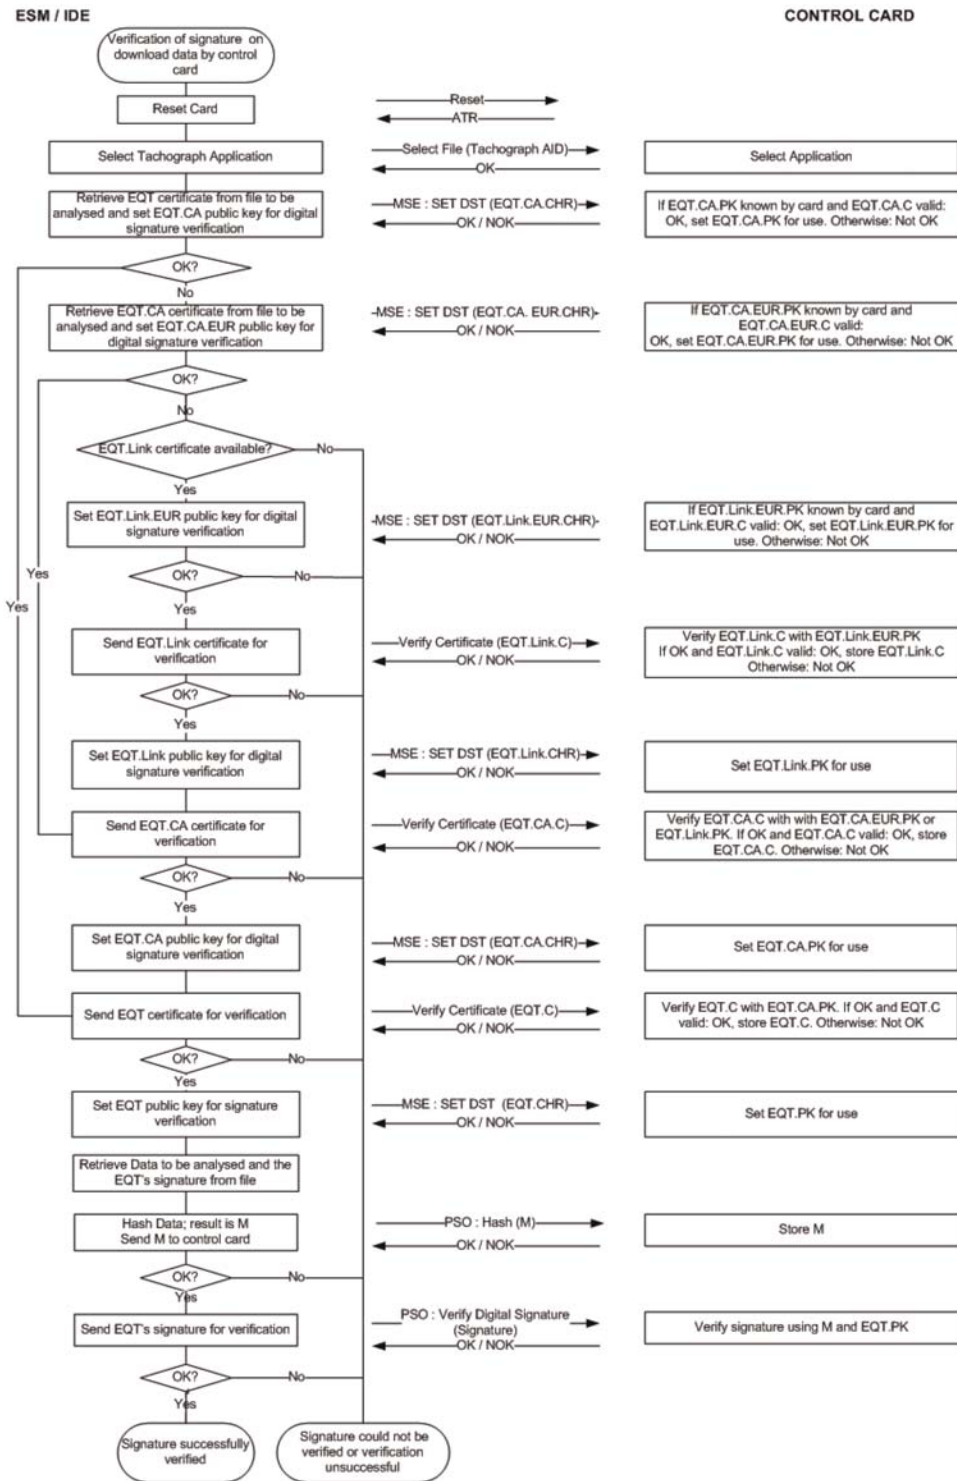 ESM / IDE
CONTROL CARD
Verification of signature on
download data by control
card
Reset Card
Reset
ATR
Select Tachograph Application
Select File (Tachograph AID)
OK
Select Application
Retrieve EQT certificate from file to be
analysed and set EQT.CA public key for digital
signature verification
MSE : SET DST (EQT.CA.CHR)
OK / NOK
If EQT.CA.PK known by card and EQT.CA.C valid:
OK, set EQT.CA.PK for use. Otherwise: Not OK
OK?
No
Retrieve EQT.CA certificate from file to be
analysed and set EQT.CA.EUR public key for
digital signature verification
MSE : SET DST (EQT.CA. EUR.CHR)
OK / NOK
If EQT.CA.EUR.PK known by card and
EQT.CA.EUR.C valid:
OK, set EQT.CA.EUR.PK for use. Otherwise: Not OK
OK?
No
EQT.Link certificate available?
No
Yes
Set EQT.Link.EUR public key for digital
signature verification
MSE : SET DST (EQT.Link.EUR.CHR)
OK / NOK
If EQT.Link.EUR.PK known by card and
EQT.Link.EUR.C valid: OK, set EQT.Link.EUR.PK for
use. Otherwise: Not OK
OK?
No
Yes
Yes
Yes
Send EQT.Link certificate for
verification
Verify Certificate (EQT.Link.C)
OK / NOK
Verify EQT.Link.C with EQT.Link.EUR.PK
If OK and EQT.Link.C valid: OK, store EQT.Link.C
Otherwise: Not OK
OK?
No
Yes
Set EQT.Link public key for digital
signature verification
MSE : SET DST (EQT.Link.CHR)
OK / NOK
Set EQT.Link.PK for use
Send EQT.CA certificate for
verification
Verify Certificate (EQT.CA.C)
OK / NOK
Verify EQT.CA.C with with EQT.CA.EUR.PK or
EQT.Link.PK. If OK and EQT.CA.C valid: OK, store
EQT.CA.C. Otherwise: Not OK
OK?
No
Yes
Set EQT.CA public key for digital
signature verification
MSE : SET DST (EQT.CA.CHR)
OK / NOK
Set EQT.CA.PK for use
Send EQT certificate for verification
Verify Certificate (EQT.C)
OK / NOK
Verify EQT.C with EQT.CA.PK. If OK and EQT.C
valid: OK, store EQT.C. Otherwise: Not OK
OK?
No
Yes
Set EQT public key for signature
verification
MSE : SET DST (EQT.CHR)
OK / NOK
Set EQT.PK for use
Retrieve Data to be analysed and the
EQT's signature from file
Hash Data; result is M
Send M to control card
PSO : Hash (M)
OK / NOK
Store M
OK?
No
Yes
Send EQT's signature for verification
PSO : Verify Digital Signature
(Signature)
OK / NOK
Verify signature using M and EQT.PK
OK?
No
Yes
Signature successfully
verified
Signature could not be
verified or verification
unsuccessful